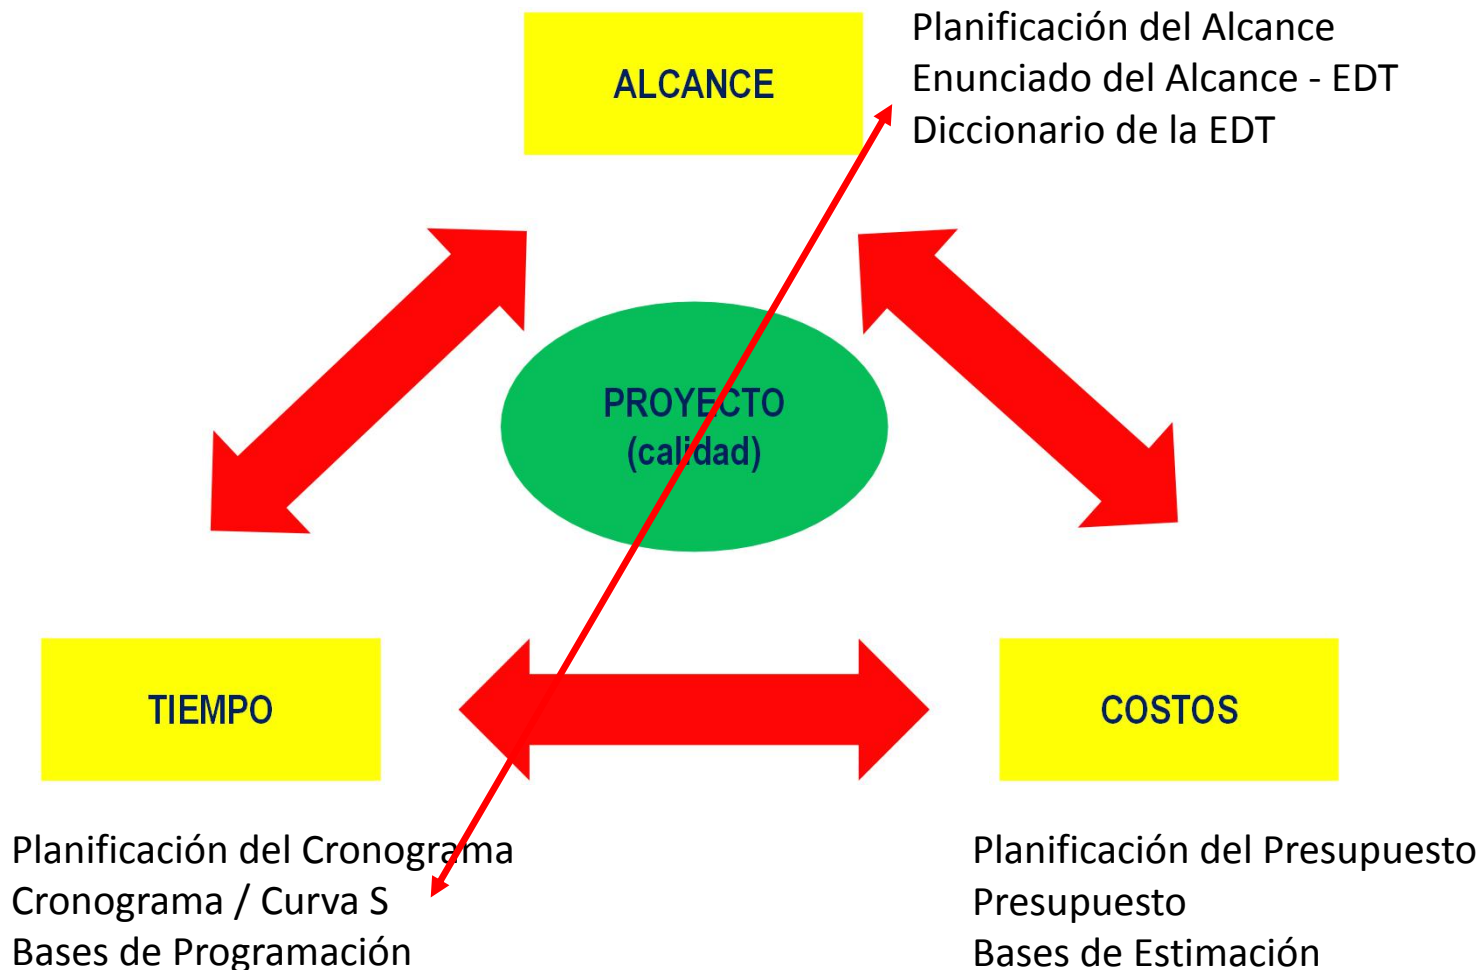 ALCANCE
Planificación del Alcance
Enunciado del Alcance - EDT
Diccionario de la EDT
PROYECTO
(calidad)
TIEMPO
COSTOS
Planificación del Cronograma
Cronograma / Curva S
Bases de Programación
Planificación del Presupuesto
Presupuesto
Bases de Estimación